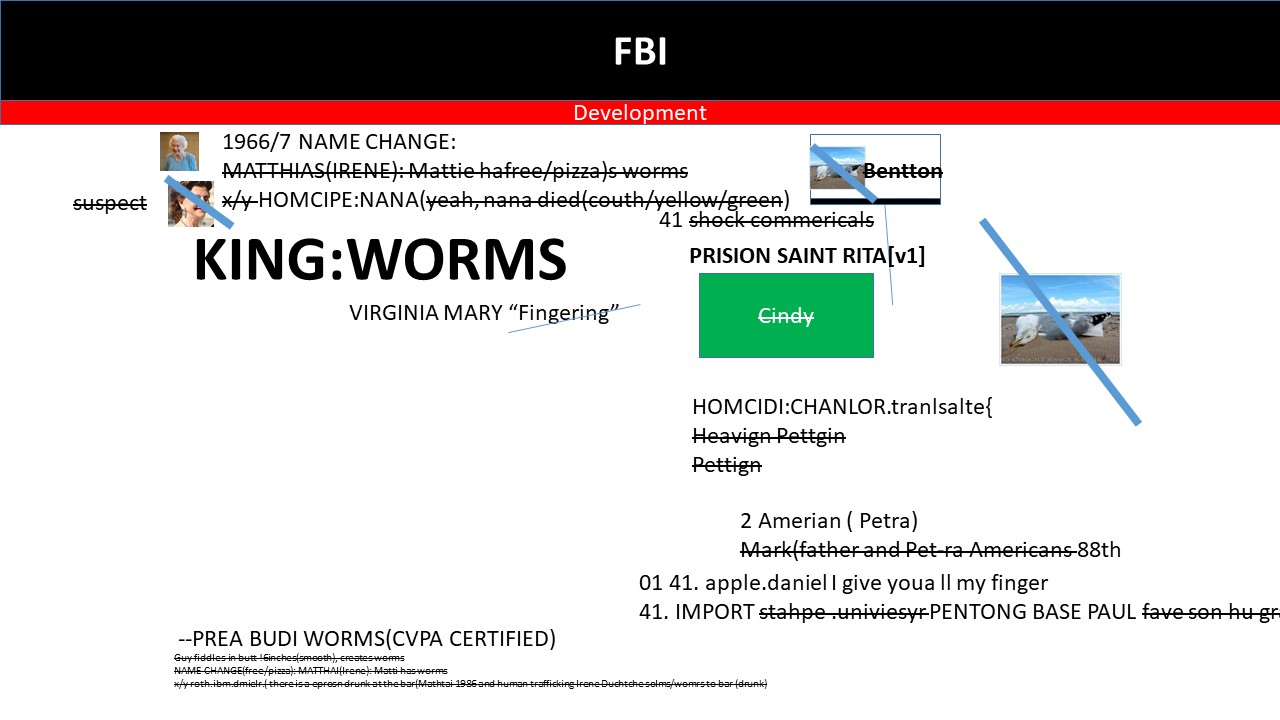 FBI
Development
1966/7 NAME CHANGE:
MATTHIAS(IRENE): Mattie hafree/pizza)s worms
suspect
x/y HOMCIPE:NANA(yeah, nana died(couth/yellow/green)
Bentton
41 shock commericals
KING:WORMS
PRISION SAINT RITA[v1]
VIRGINIA MARY “Fingering”
Cindy
HOMCIDI:CHANLOR.tranlsalte{
Heavign Pettgin
Pettign
2 Amerian ( Petra)
Mark(father and Pet-ra Americans 88th
01 41. apple.daniel I give youa ll my finger
41. IMPORT stahpe .univiesyr PENTONG BASE PAUL fave son hu gr
--PREA BUDI WORMS(CVPA CERTIFIED)
Guy fiddles in butt !6inches(smooth), creates worms
NAME CHANGE(free/pizza): MATTHAI(Irene): Matti has worms
x/y roth.ibm.dmielr.( there is a eprosn drunk at the bar(Mathtai 1986 and human trafficking Irene Duchtche solms/womrs to bar (drunk)